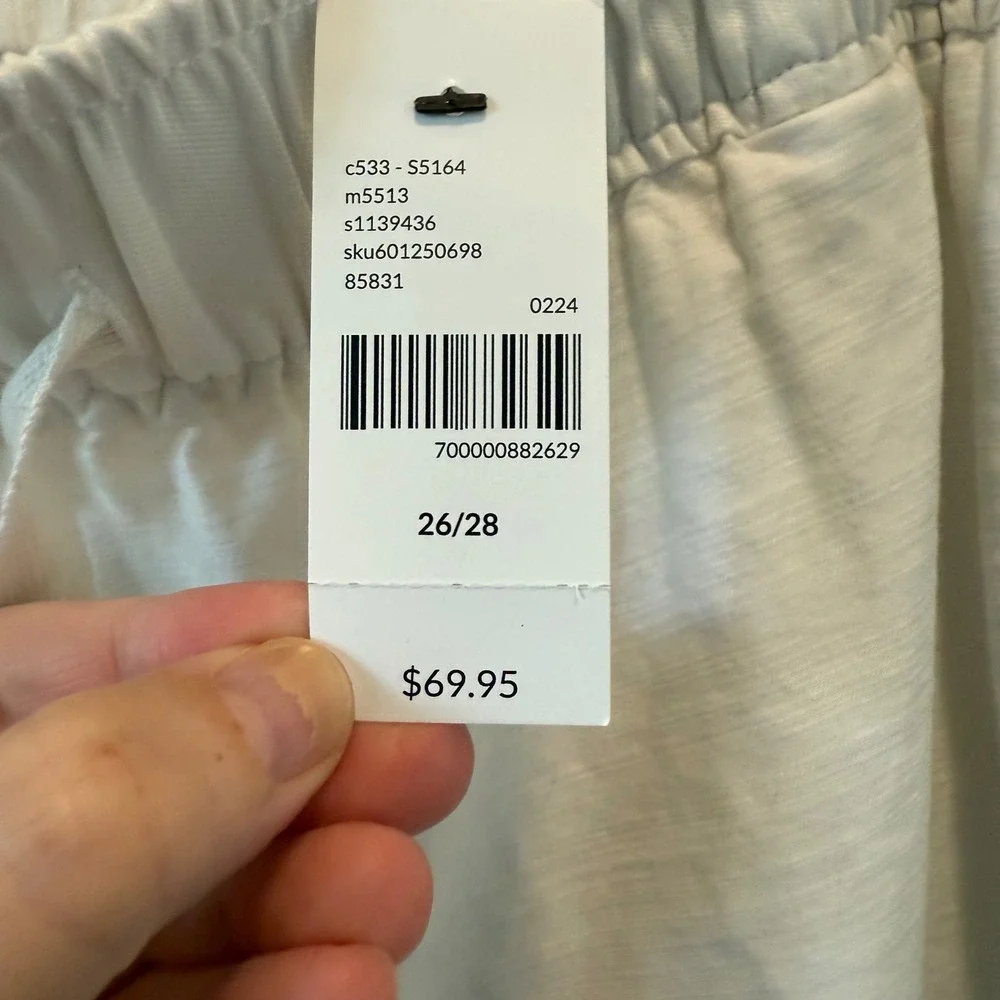 c533 - S5164
m5513
s1139436
sku601250698
85831
0224
700000882629
26/28
$69.95